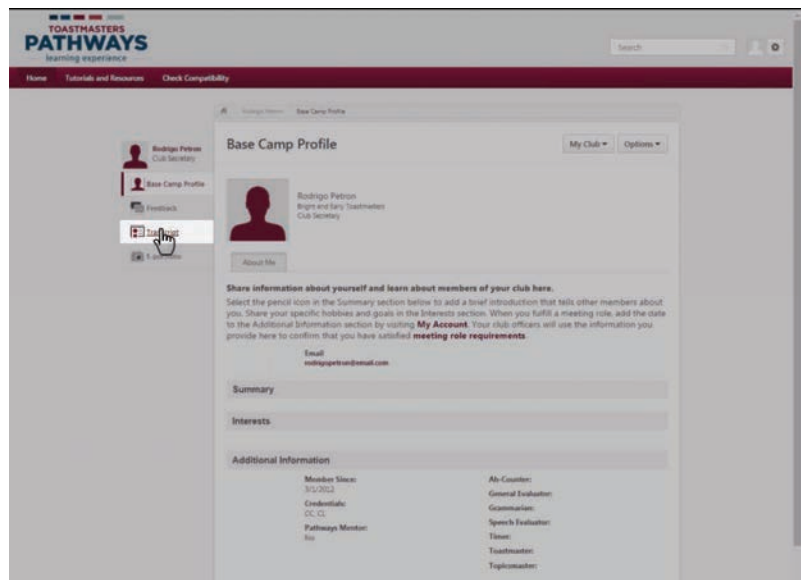 TOASTMASTERS
PATHWAYS
learning experience
Search
Home Tutorials and Resources Check Compatibility
Rodrigo Petron Base Camp Profile
Rodrigo Petron
Club Secretary
Base Camp Profile
Feedback
Transcript
Base Camp Profile
My Club Options
Rodrigo Petron
Bright and Early Toastmasters
Club Secretary
About Me
Share information about yourself and learn about members of your club here.
Select the pencil icon in the Summary section below to add a brief introduction that tells other members about
you. Share your specific hobbies and goals in the Interests section. When you fulfill a meeting role, add the date
to the Additional Information section by visiting My Account. Your club officers will use the information you
provide here to confirm that you have satisfied meeting role requirements.
Email
rodrigopetron@email.com
Summary
Interests
Additional Information
Member Since:
3/1/2012
Credentials:
CC, CL
Pathways Mentor:
No
Ah-Counter:
General Evaluator:
Grammarian:
Speech Evaluator:
Timer:
Toastmaster:
Topicsmaster: